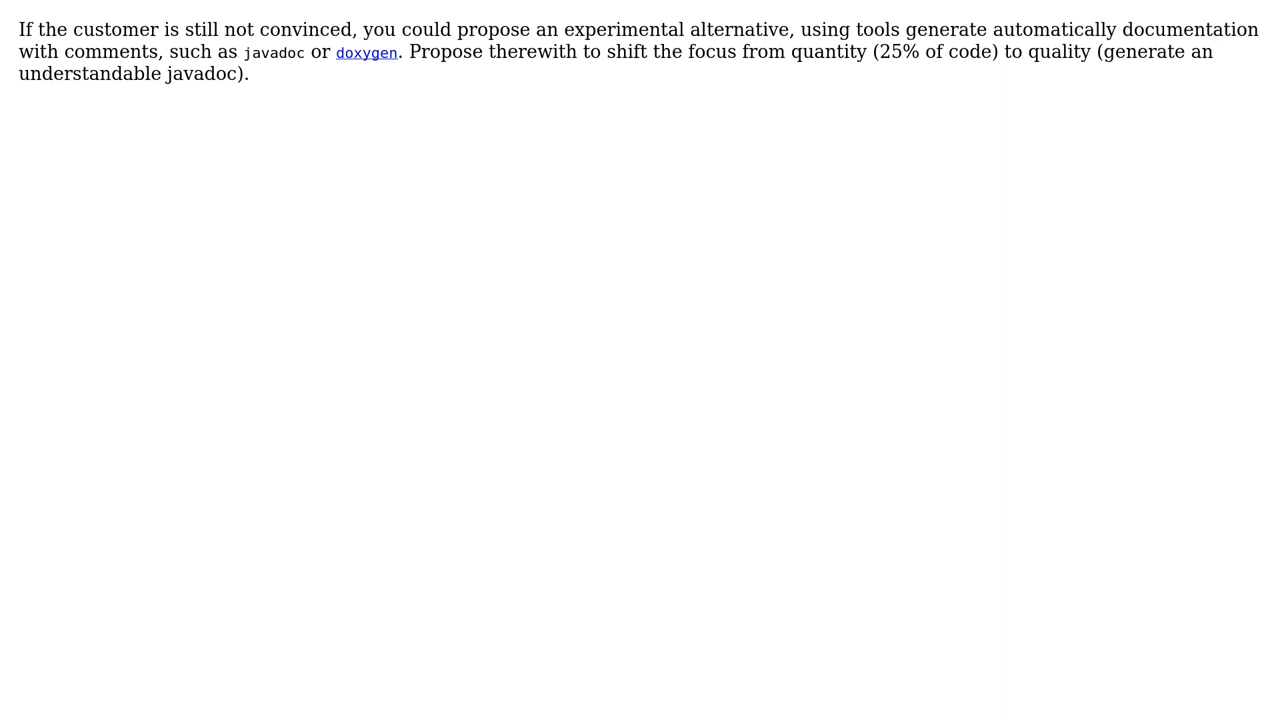 If the customer is still not convinced, you could propose an experimental alternative, using tools generate automatically documentation
with comments, such as javadoc or doxygen. Propose therewith to shift the focus from quantity (25% of code) to quality (generate an
understandable javadoc).